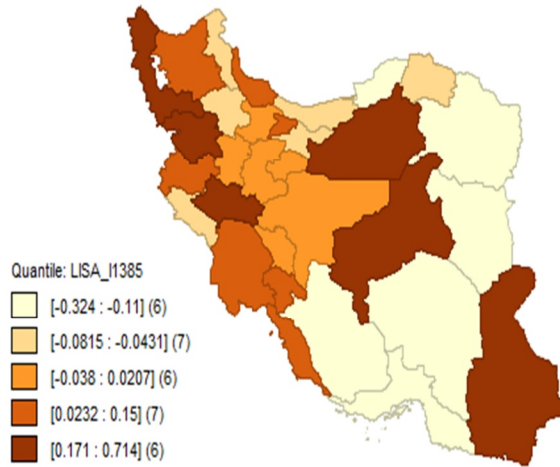 Quantile: LISA_I1385
[-0.324 : -0.11] (6)
[-0.0815 : -0.0431] (7)
[-0.038 : 0.0207] (6)
[0.0232 : 0.15] (7)
[0.171 : 0.714] (6)